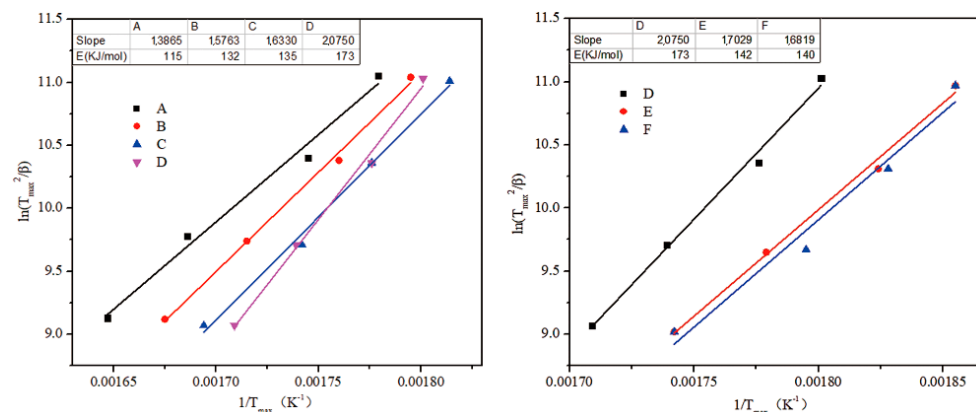 A B C D
Slope 1,3865 1,5763 1,6330 2,0750
E(KJ/mol) 115 132 135 173
A
B
C
D
11.5
11.0
10.5
10.0
9.5
9.0
ln(Tmax²/β)
0.00165 0.00170 0.00175 0.00180
1/Tmax (K⁻¹)
D E F
Slope 2,0750 1,7029 1,6819
E(KJ/mol) 173 142 140
D
E
F
11.5
11.0
10.5
10.0
9.5
9.0
ln(Tmax²/β)
0.00170 0.00175 0.00180 0.00185
1/Tmax (K⁻¹)